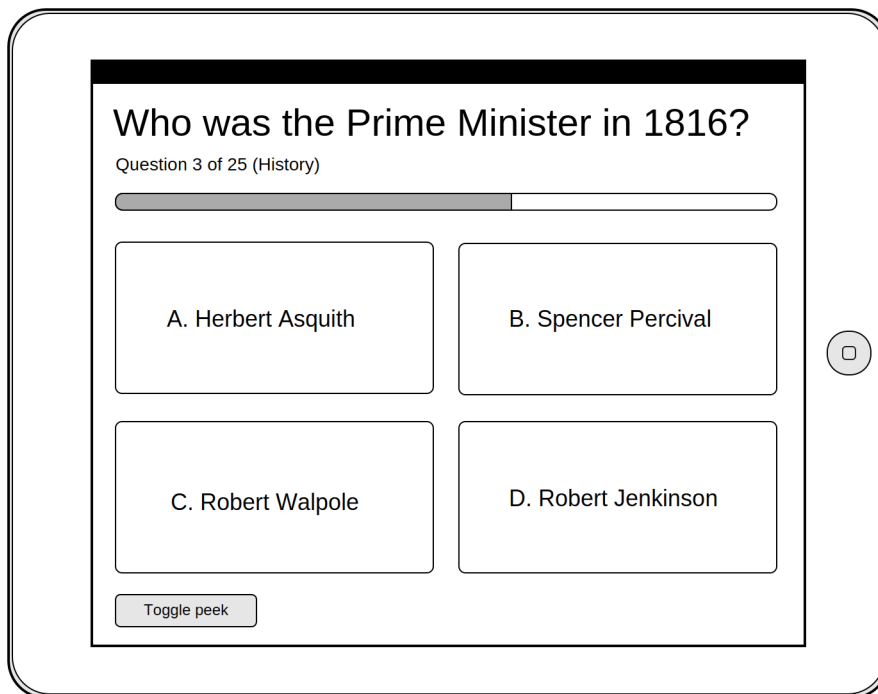 Who was the Prime Minister in 1816?
Question 3 of 25 (History)
A. Herbert Asquith
B. Spencer Percival
C. Robert Walpole
D. Robert Jenkinson
Toggle peek